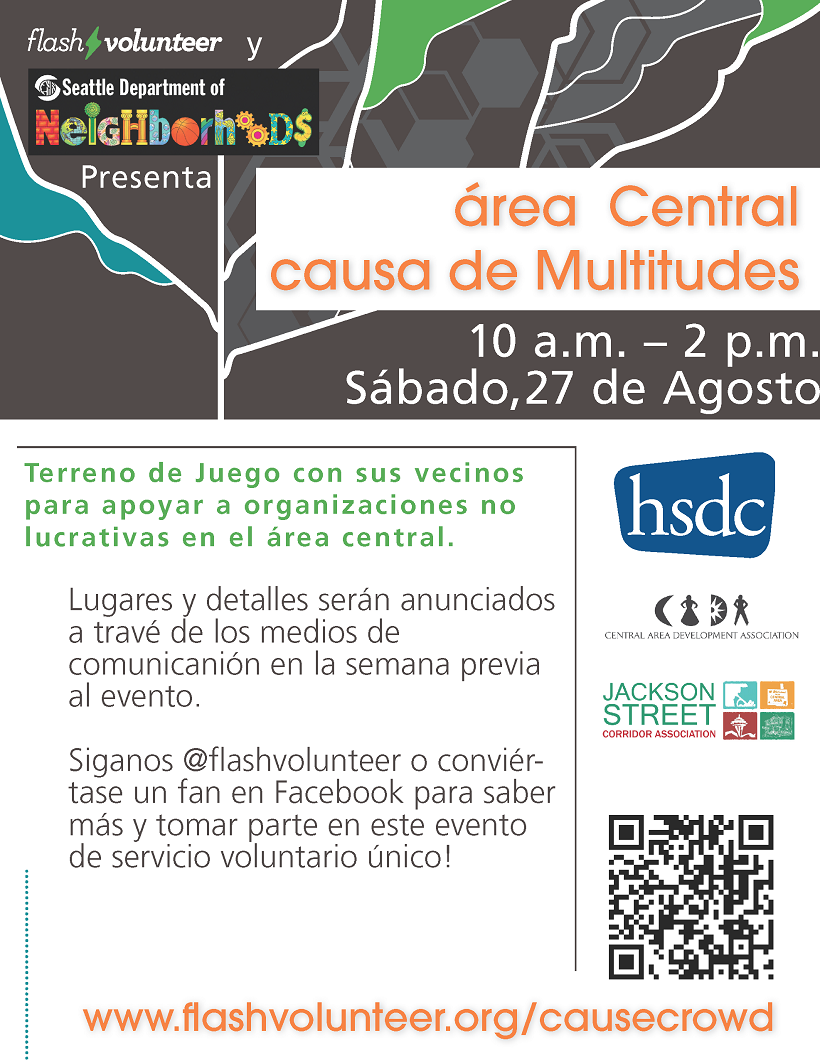 flash volunteer y
Seattle Department of
NeigHborhooD$
Presenta
área Central
causa de Multitudes
10 a.m. – 2 p.m.
Sábado,27 de Agosto
Terreno de Juego con sus vecinos
para apoyar a organizaciones no
lucrativas en el área central.
hsdc
Lugares y detalles serán anunciados
a travé de los medios de
comunicanión en la semana previa
al evento.
CADA
CENTRAL AREA DEVELOPMENT ASSOCIATION
JACKSON
STREET
CORRIDOR ASSOCIATION
Siganos @flashvolunteer o conviér-
tase un fan en Facebook para saber
más y tomar parte en este evento
de servicio voluntario único!
www.flashvolunteer.org/causecrowd